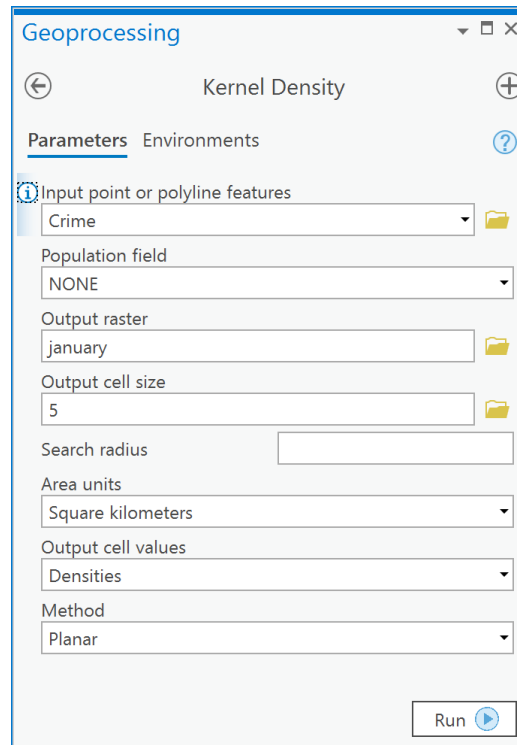 Geoprocessing
Kernel Density
Parameters Environments
Input point or polyline features
Crime
Population field
NONE
Output raster
january
Output cell size
5
Search radius
Area units
Square kilometers
Output cell values
Densities
Method
Planar
Run